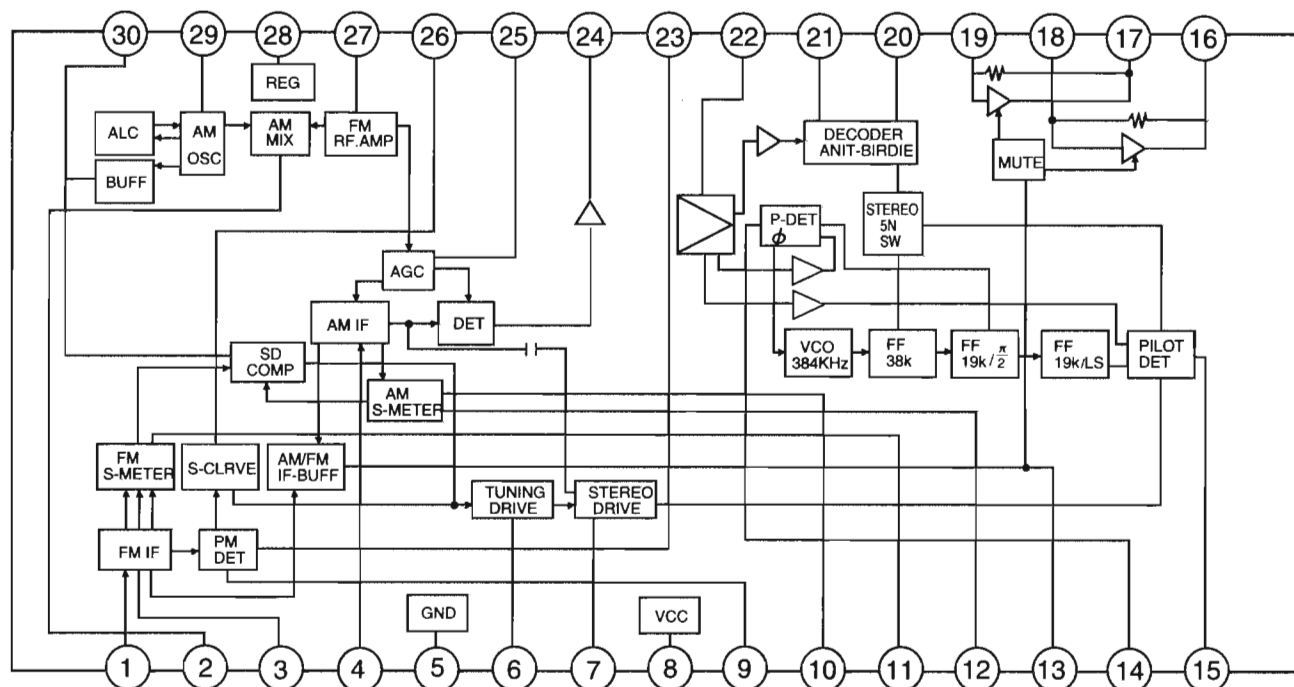 30 29 28 27 26 25 24 23 22 21 20 19 18 17 16
REG
ALC
AM
OSC
AM
MIX
FM
RF.AMP
BUFF
DECODER
ANIT-BIRDIE
MUTE
STEREO
5N
SW
P-DET
ϕ
AGC
AM IF
DET
SD
COMP
AM
S-METER
VCO
384KHz
FF
38k
FF
19k/π/2
FF
19k/LS
PILOT
DET
FM
S-METER
S-CLRVE
AM/FM
IF-BUFF
TUNING
DRIVE
STEREO
DRIVE
FM IF
PM
DET
GND
VCC
1 2 3 4 5 6 7 8 9 10 11 12 13 14 15